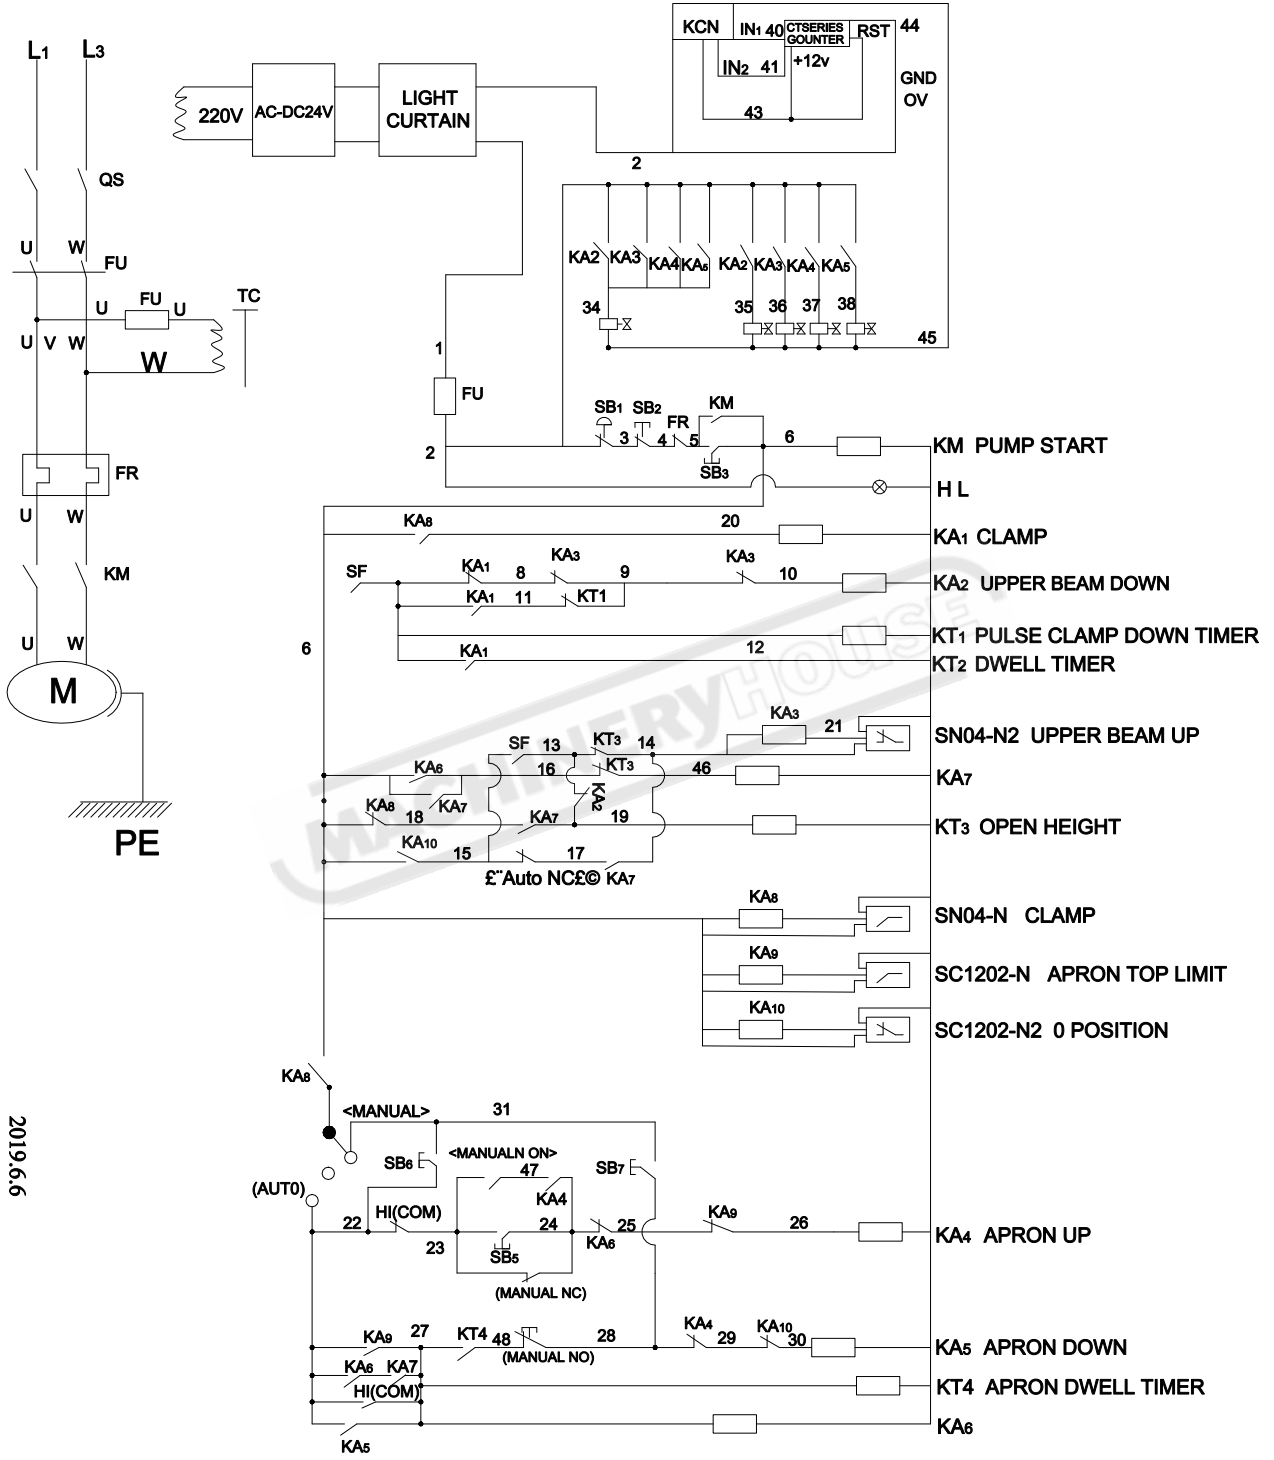 L1 L3
QS
U W
FU
U FU U TC
U V W
W
FR
U W
KM
U W
M
PE
2019.6.6
220V
AC-DC24V
LIGHT
CURTAIN
KCN IN1 40 CTSERIES
GOUNTER RST 44
IN2 41 +12v
43
GND
OV
2
KA2 KA3 KA4 KA5 KA2 KA3 KA4 KA5
34 35 36 37 38
45
1
FU
2
SB1 SB2 FR KM
3 4 5 6
SB3
KM PUMP START
H L
KA8 20 KA1 CLAMP
SF KA1 8 KA3 9 KA3 10 KA2 UPPER BEAM DOWN
KA1 11 KT1
KT1 PULSE CLAMP DOWN TIMER
6
KA1 12 KT2 DWELL TIMER
MACHINERYHOUSE
KA3 21 SN04-N2 UPPER BEAM UP
SF 13 KT3 14
KA6 16 KT3 46 KA7
KA7
KA2
KA8 18 KA7 19 KT3 OPEN HEIGHT
KA10 15 17
£¨Auto NC£© KA7
KA8 SN04-N CLAMP
KA9 SC1202-N APRON TOP LIMIT
KA10 SC1202-N2 0 POSITION
KA8
<MANUAL> 31
(AUT0)
SB6 <MANUALN ON> SB7
47
KA4
22 HI(COM) 23 24 25 KA9 26 KA4 APRON UP
SB5 KA6
(MANUAL NC)
KA9 27 KT4 48 28 KA4 29 KA10 30 KA5 APRON DOWN
(MANUAL NO)
KA6 KA7
KT4 APRON DWELL TIMER
HI(COM)
KA5
KA6